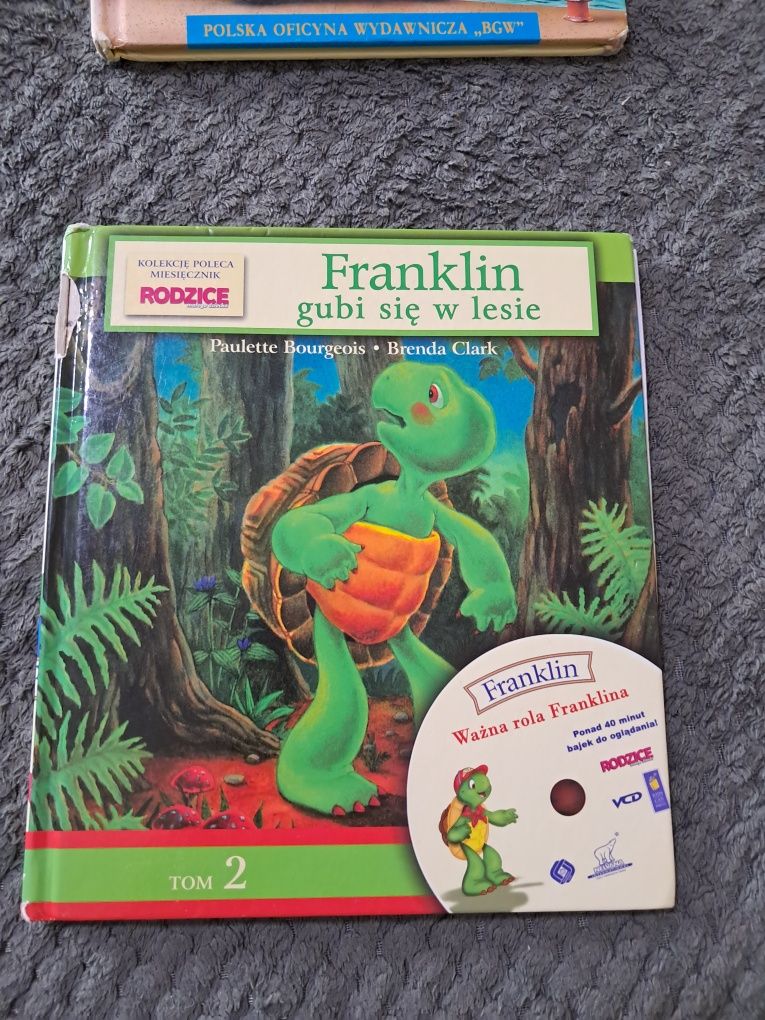 POLSKA OFICYNA WYDAWNICZA „BGW"
KOLEKCJĘ POLECA
MIESIĘCZNIK
RODZICE
Franklin
gubi się w lesie
Paulette Bourgeois • Brenda Clark
Franklin
Ważna rola Franklina
Ponad 40 minut
bajek do oglądania!
RODZICE
VCD
TOM 2